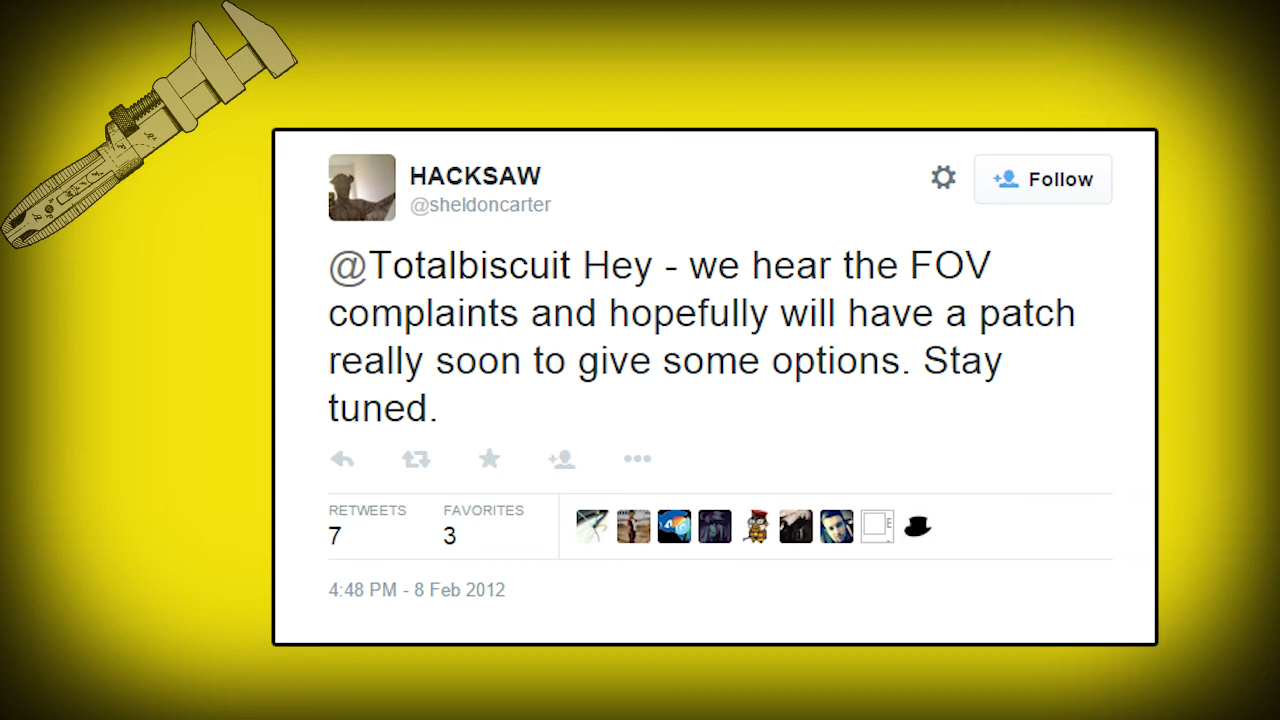 HACKSAW
@sheldoncarter
Follow
@Totalbiscuit Hey - we hear the FOV
complaints and hopefully will have a patch
really soon to give some options. Stay
tuned.
RETWEETS
FAVORITES
7
3
4:48 PM - 8 Feb 2012